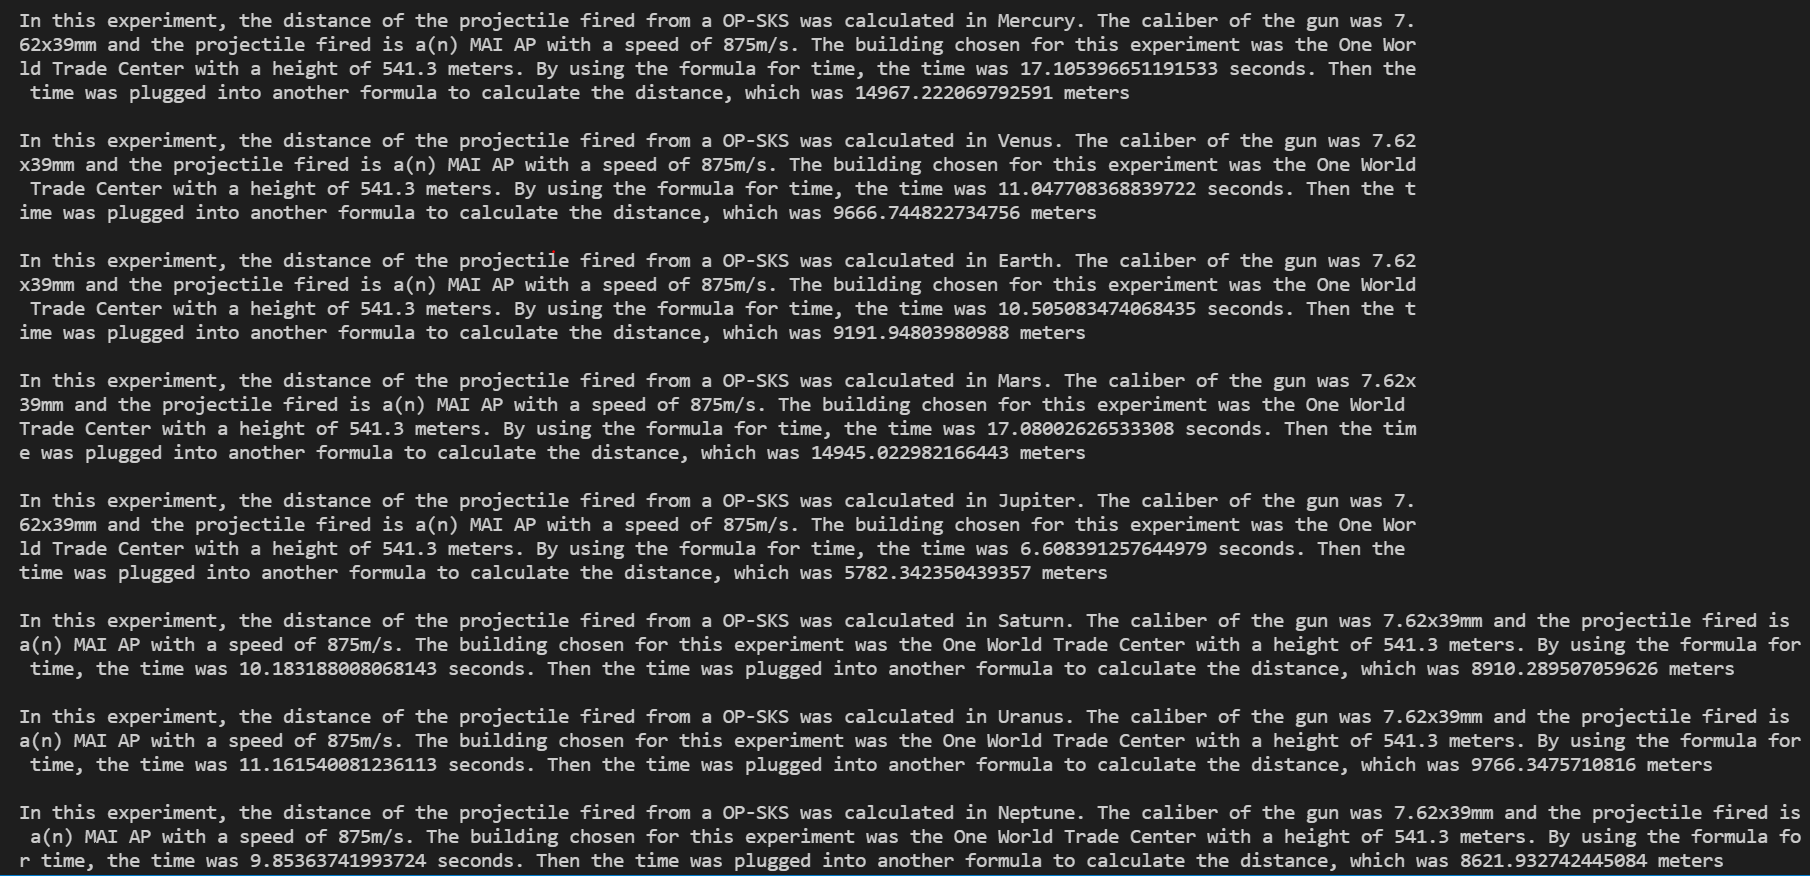 In this experiment, the distance of the projectile fired from a OP-SKS was calculated in Mercury. The caliber of the gun was 7.
62x39mm and the projectile fired is a(n) MAI AP with a speed of 875m/s. The building chosen for this experiment was the One Wor
ld Trade Center with a height of 541.3 meters. By using the formula for time, the time was 17.105396651191533 seconds. Then the
 time was plugged into another formula to calculate the distance, which was 14967.222069792591 meters

In this experiment, the distance of the projectile fired from a OP-SKS was calculated in Venus. The caliber of the gun was 7.62
x39mm and the projectile fired is a(n) MAI AP with a speed of 875m/s. The building chosen for this experiment was the One World
 Trade Center with a height of 541.3 meters. By using the formula for time, the time was 11.047708368839722 seconds. Then the t
ime was plugged into another formula to calculate the distance, which was 9666.744822734756 meters

In this experiment, the distance of the projectile fired from a OP-SKS was calculated in Earth. The caliber of the gun was 7.62
x39mm and the projectile fired is a(n) MAI AP with a speed of 875m/s. The building chosen for this experiment was the One World
 Trade Center with a height of 541.3 meters. By using the formula for time, the time was 10.505083474068435 seconds. Then the t
ime was plugged into another formula to calculate the distance, which was 9191.94803980988 meters

In this experiment, the distance of the projectile fired from a OP-SKS was calculated in Mars. The caliber of the gun was 7.62x
39mm and the projectile fired is a(n) MAI AP with a speed of 875m/s. The building chosen for this experiment was the One World
Trade Center with a height of 541.3 meters. By using the formula for time, the time was 17.08002626533308 seconds. Then the tim
e was plugged into another formula to calculate the distance, which was 14945.022982166443 meters

In this experiment, the distance of the projectile fired from a OP-SKS was calculated in Jupiter. The caliber of the gun was 7.
62x39mm and the projectile fired is a(n) MAI AP with a speed of 875m/s. The building chosen for this experiment was the One Wor
ld Trade Center with a height of 541.3 meters. By using the formula for time, the time was 6.608391257644979 seconds. Then the
time was plugged into another formula to calculate the distance, which was 5782.342350439357 meters

In this experiment, the distance of the projectile fired from a OP-SKS was calculated in Saturn. The caliber of the gun was 7.62x39mm and the projectile fired is
a(n) MAI AP with a speed of 875m/s. The building chosen for this experiment was the One World Trade Center with a height of 541.3 meters. By using the formula for
 time, the time was 10.183188008068143 seconds. Then the time was plugged into another formula to calculate the distance, which was 8910.289507059626 meters

In this experiment, the distance of the projectile fired from a OP-SKS was calculated in Uranus. The caliber of the gun was 7.62x39mm and the projectile fired is
a(n) MAI AP with a speed of 875m/s. The building chosen for this experiment was the One World Trade Center with a height of 541.3 meters. By using the formula for
 time, the time was 11.161540081236113 seconds. Then the time was plugged into another formula to calculate the distance, which was 9766.3475710816 meters

In this experiment, the distance of the projectile fired from a OP-SKS was calculated in Neptune. The caliber of the gun was 7.62x39mm and the projectile fired is
 a(n) MAI AP with a speed of 875m/s. The building chosen for this experiment was the One World Trade Center with a height of 541.3 meters. By using the formula fo
r time, the time was 9.85363741993724 seconds. Then the time was plugged into another formula to calculate the distance, which was 8621.932742445084 meters